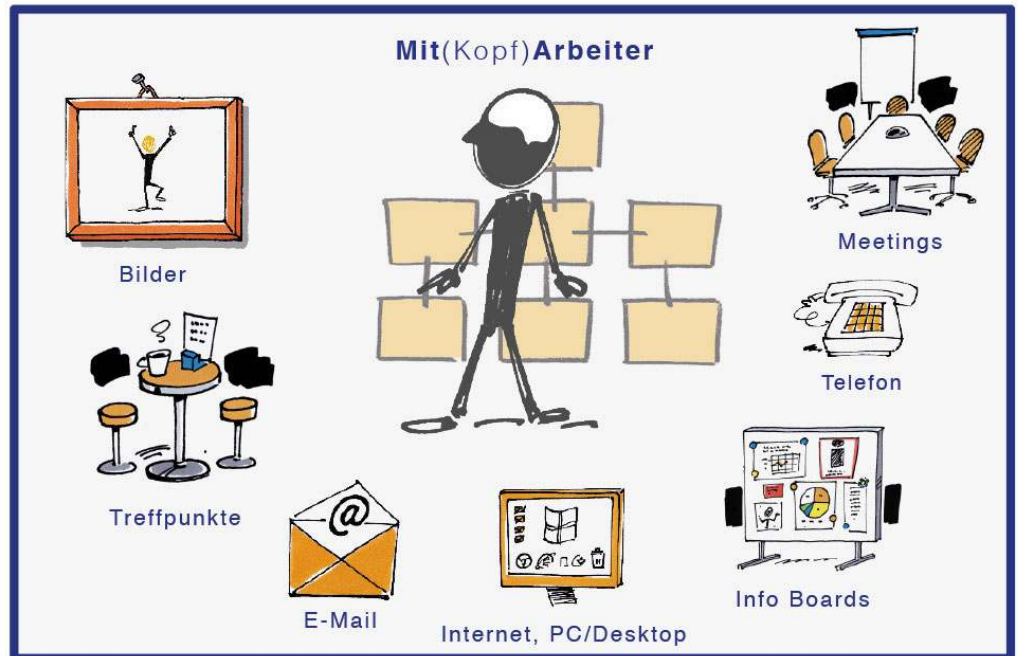 Mit(Kopf)Arbeiter
Bilder
Meetings
Telefon
Treffpunkte
@
E-Mail
Internet, PC/Desktop
Info Boards